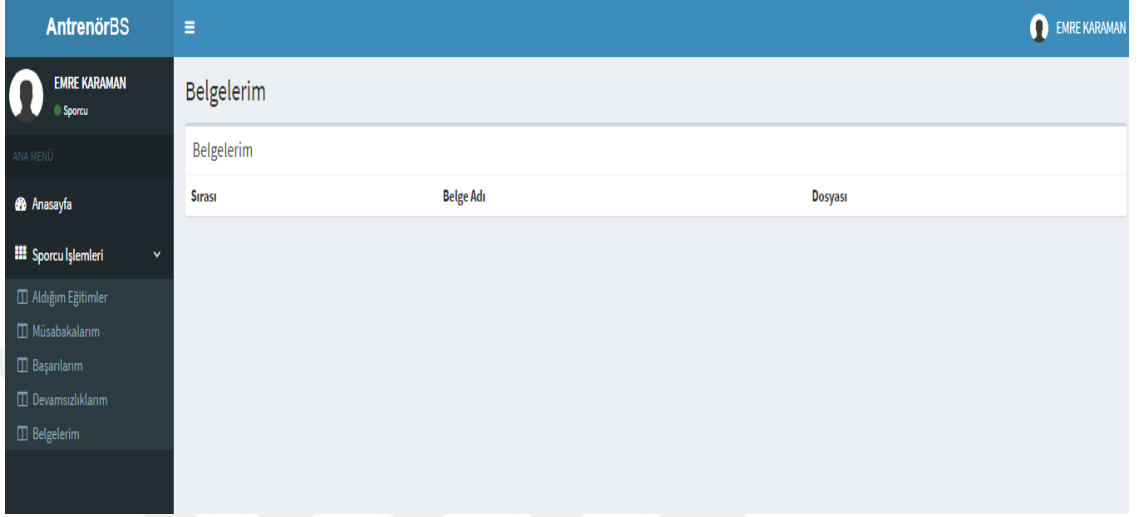 AntrenörBS
EMRE KARAMAN
EMRE KARAMAN
Sporcu
ANA MENÜ
Anasayfa
Sporcu İşlemleri
Aldığım Eğitimler
Müsabakalarım
Başarılarım
Devamsızlıklarım
Belgelerim
Belgelerim
Belgelerim
Sırası Belge Adı Dosyası